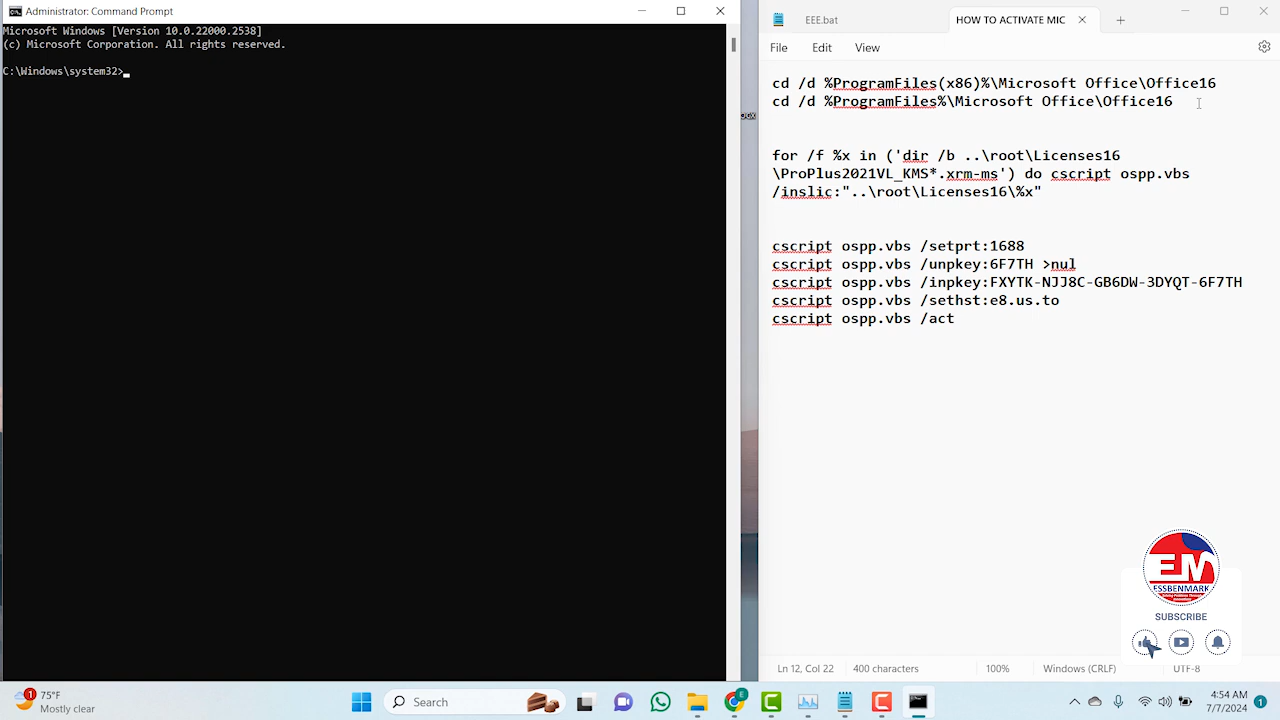 Administrator: Command Prompt
Microsoft Windows [Version 10.0.22000.2538]
(c) Microsoft Corporation. All rights reserved.
C:\Windows\system32>
EEE.bat
HOW TO ACTIVATE MIC
File Edit View
cd /d %ProgramFiles(x86)%\Microsoft Office\Office16
cd /d %ProgramFiles%\Microsoft Office\Office16
for /f %x in ('dir /b ..\root\Licenses16
\ProPlus2021VL_KMS*.xrm-ms') do cscript ospp.vbs
/inslic:"..\root\Licenses16\%x"
cscript ospp.vbs /setprt:1688
cscript ospp.vbs /unpkey:6F7TH >nul
cscript ospp.vbs /inpkey:FXYTK-NJJ8C-GB6DW-3DYQT-6F7TH
cscript ospp.vbs /sethst:e8.us.to
cscript ospp.vbs /act
EM
ESSBENMARK
SUBSCRIBE
Ln 12, Col 22 400 characters 100% Windows (CRLF) UTF-8
1
75°F
Mostly clear
Search
E
4:54 AM
7/7/2024
1